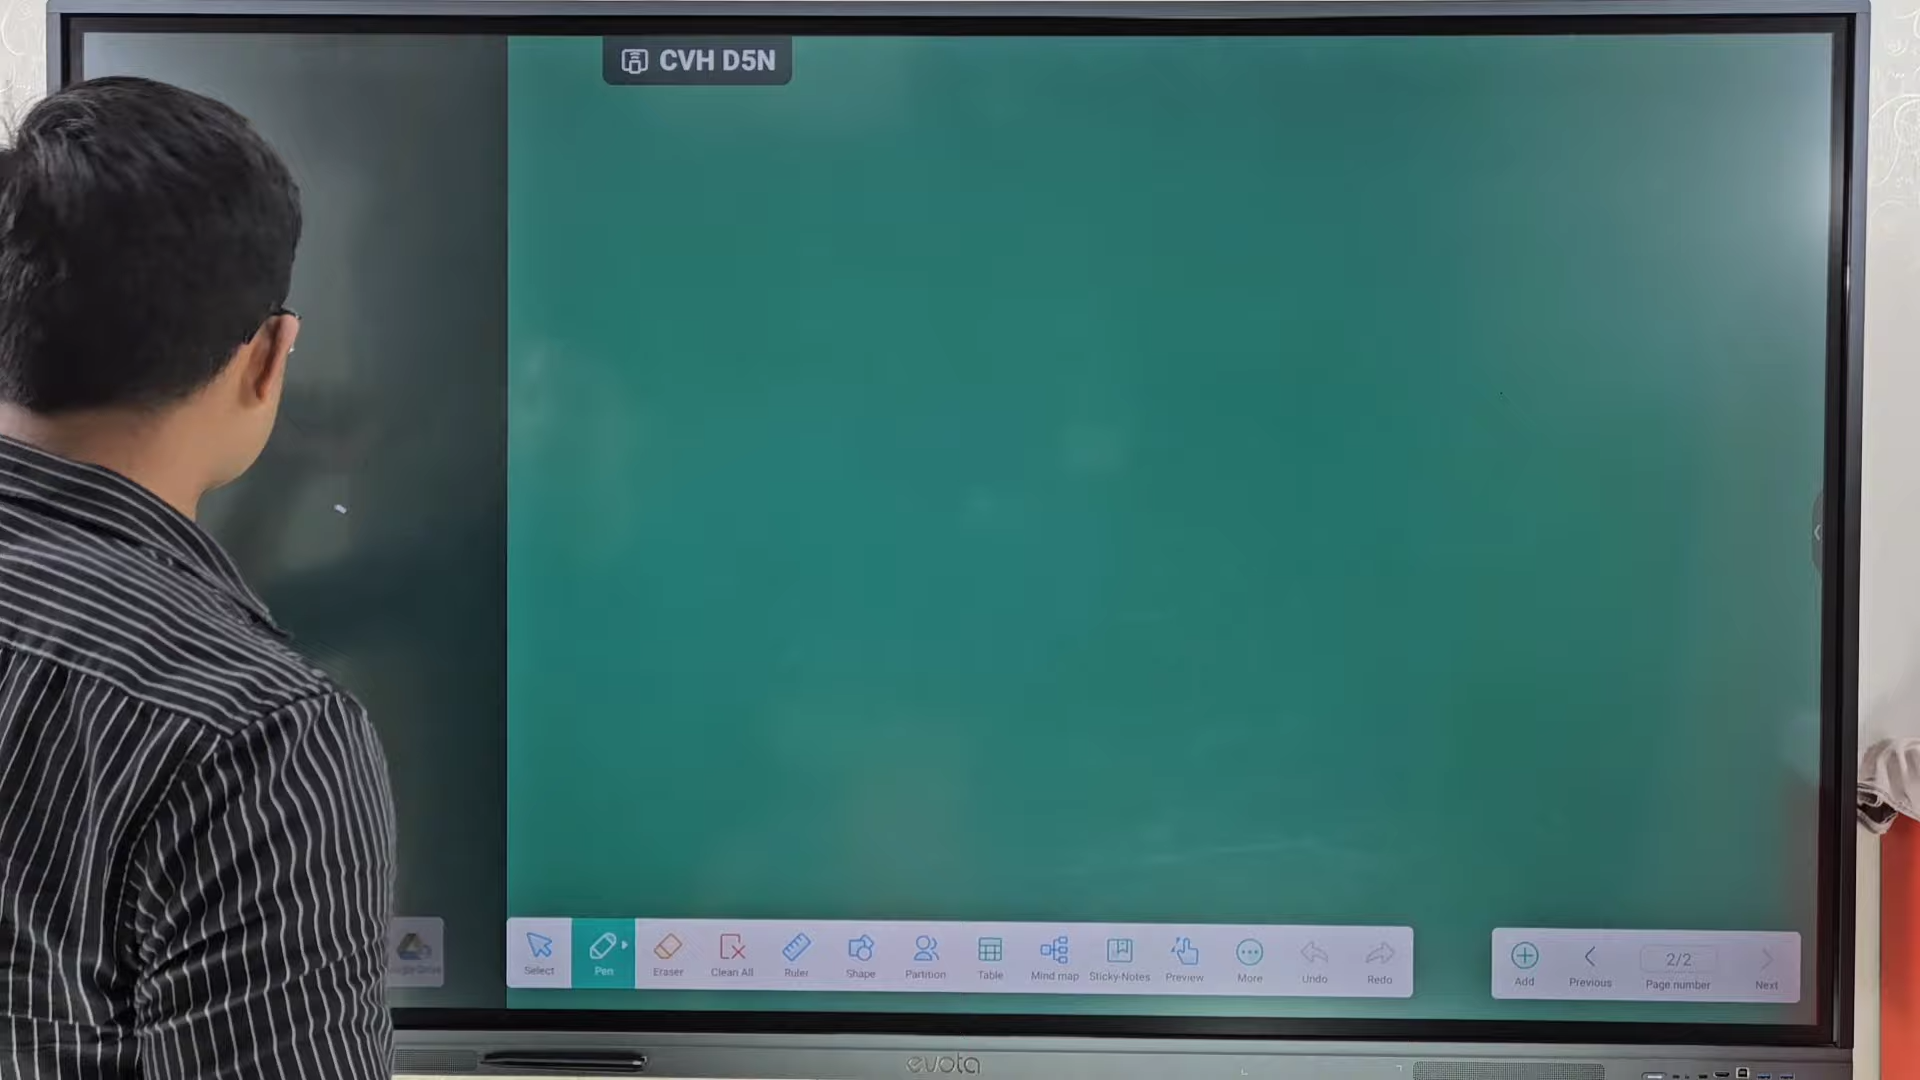 CVH D5N
Select Pen Eraser Clean All Ruler Shape Partition Table Mind map Sticky-Notes Preview More Undo Redo
Add Previous 2/2 Page number Next
evota